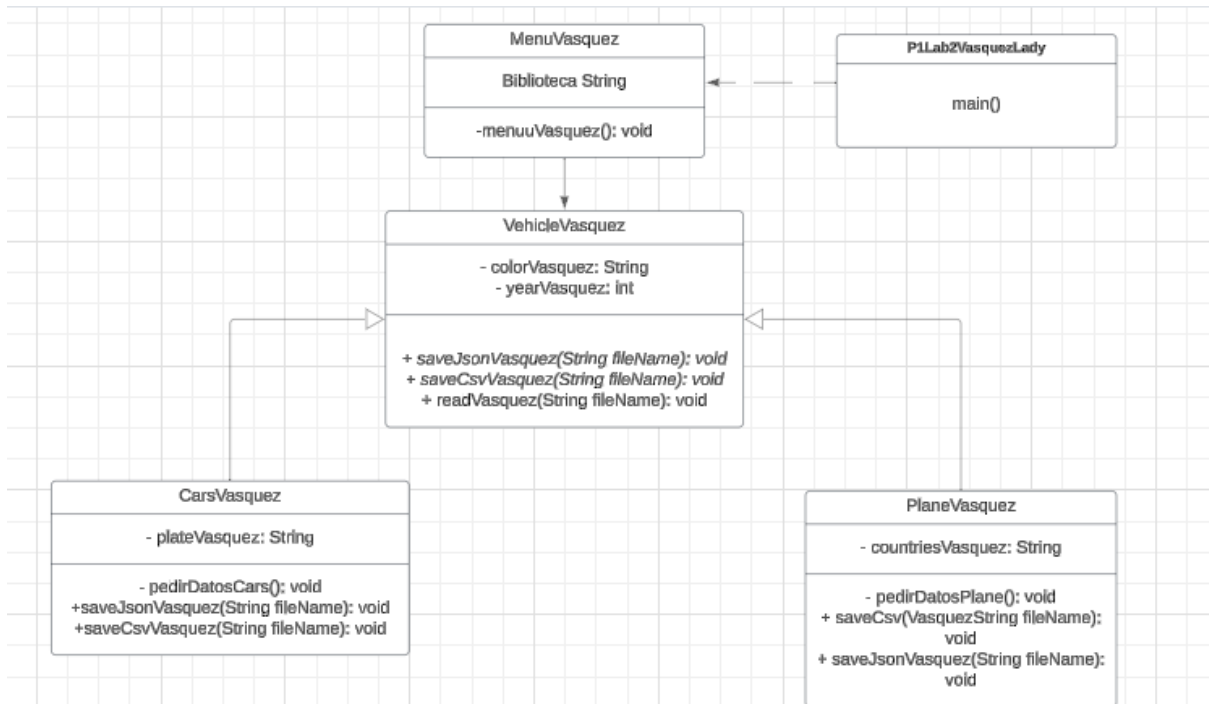 MenuVasquez
Biblioteca String
-menuuVasquez(): void
P1Lab2VasquezLady
main()
VehicleVasquez
- colorVasquez: String
- yearVasquez: int
+ saveJsonVasquez(String fileName): void
+ saveCsvVasquez(String fileName): void
+ readVasquez(String fileName): void
CarsVasquez
- plateVasquez: String
- pedirDatosCars(): void
+saveJsonVasquez(String fileName): void
+saveCsvVasquez(String fileName): void
PlaneVasquez
- countriesVasquez: String
- pedirDatosPlane(): void
+ saveCsv(VasquezString fileName):
void
+ saveJsonVasquez(String fileName):
void